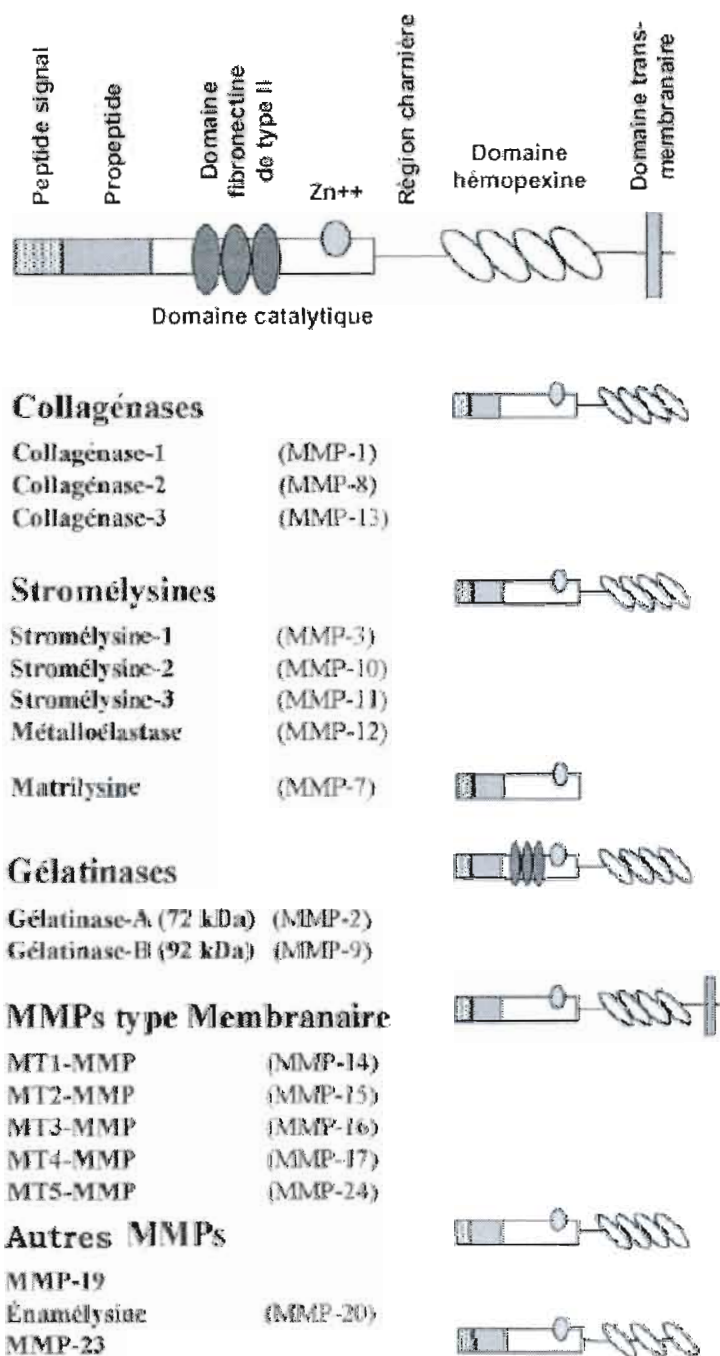 Peptide signal
Propeptide
Domaine
fibronectine
de type II
Zn++
Région charnière
Domaine
hémopexine
Domaine trans-
membranaire
Domaine catalytique
Collagénases
Collagénase-1 (MMP-1)
Collagénase-2 (MMP-8)
Collagénase-3 (MMP-13)
Stromélysines
Stromélysine-1 (MMP-3)
Stromélysine-2 (MMP-10)
Stromélysine-3 (MMP-11)
Métalloélastase (MMP-12)
Matrilysine (MMP-7)
Gélatinases
Gélatinase-A (72 kDa) (MMP-2)
Gélatinase-B (92 kDa) (MMP-9)
MMPs type Membranaire
MT1-MMP (MMP-14)
MT2-MMP (MMP-15)
MT3-MMP (MMP-16)
MT4-MMP (MMP-17)
MT5-MMP (MMP-24)
Autres MMPs
MMP-19
Énamélysine (MMP-20)
MMP-23